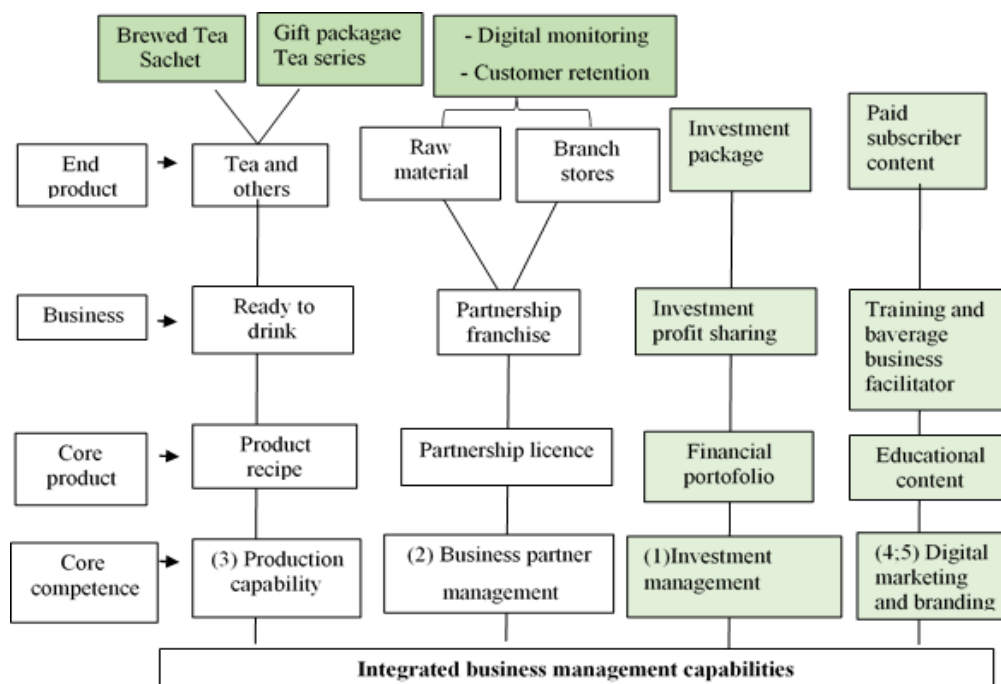 Brewed Tea
Sachet
Gift packagae
Tea series
- Digital monitoring
- Customer retention
End
product
Tea and
others
Raw
material
Branch
stores
Investment
package
Paid
subscriber
content
Business
Ready to
drink
Partnership
franchise
Investment
profit sharing
Training and
baverage
business
facilitator
Core
product
Product
recipe
Partnership licence
Financial
portofolio
Educational
content
Core
competence
(3) Production
capability
(2) Business partner
management
(1)Investment
management
(4;5) Digital
marketing
and branding
Integrated business management capabilities